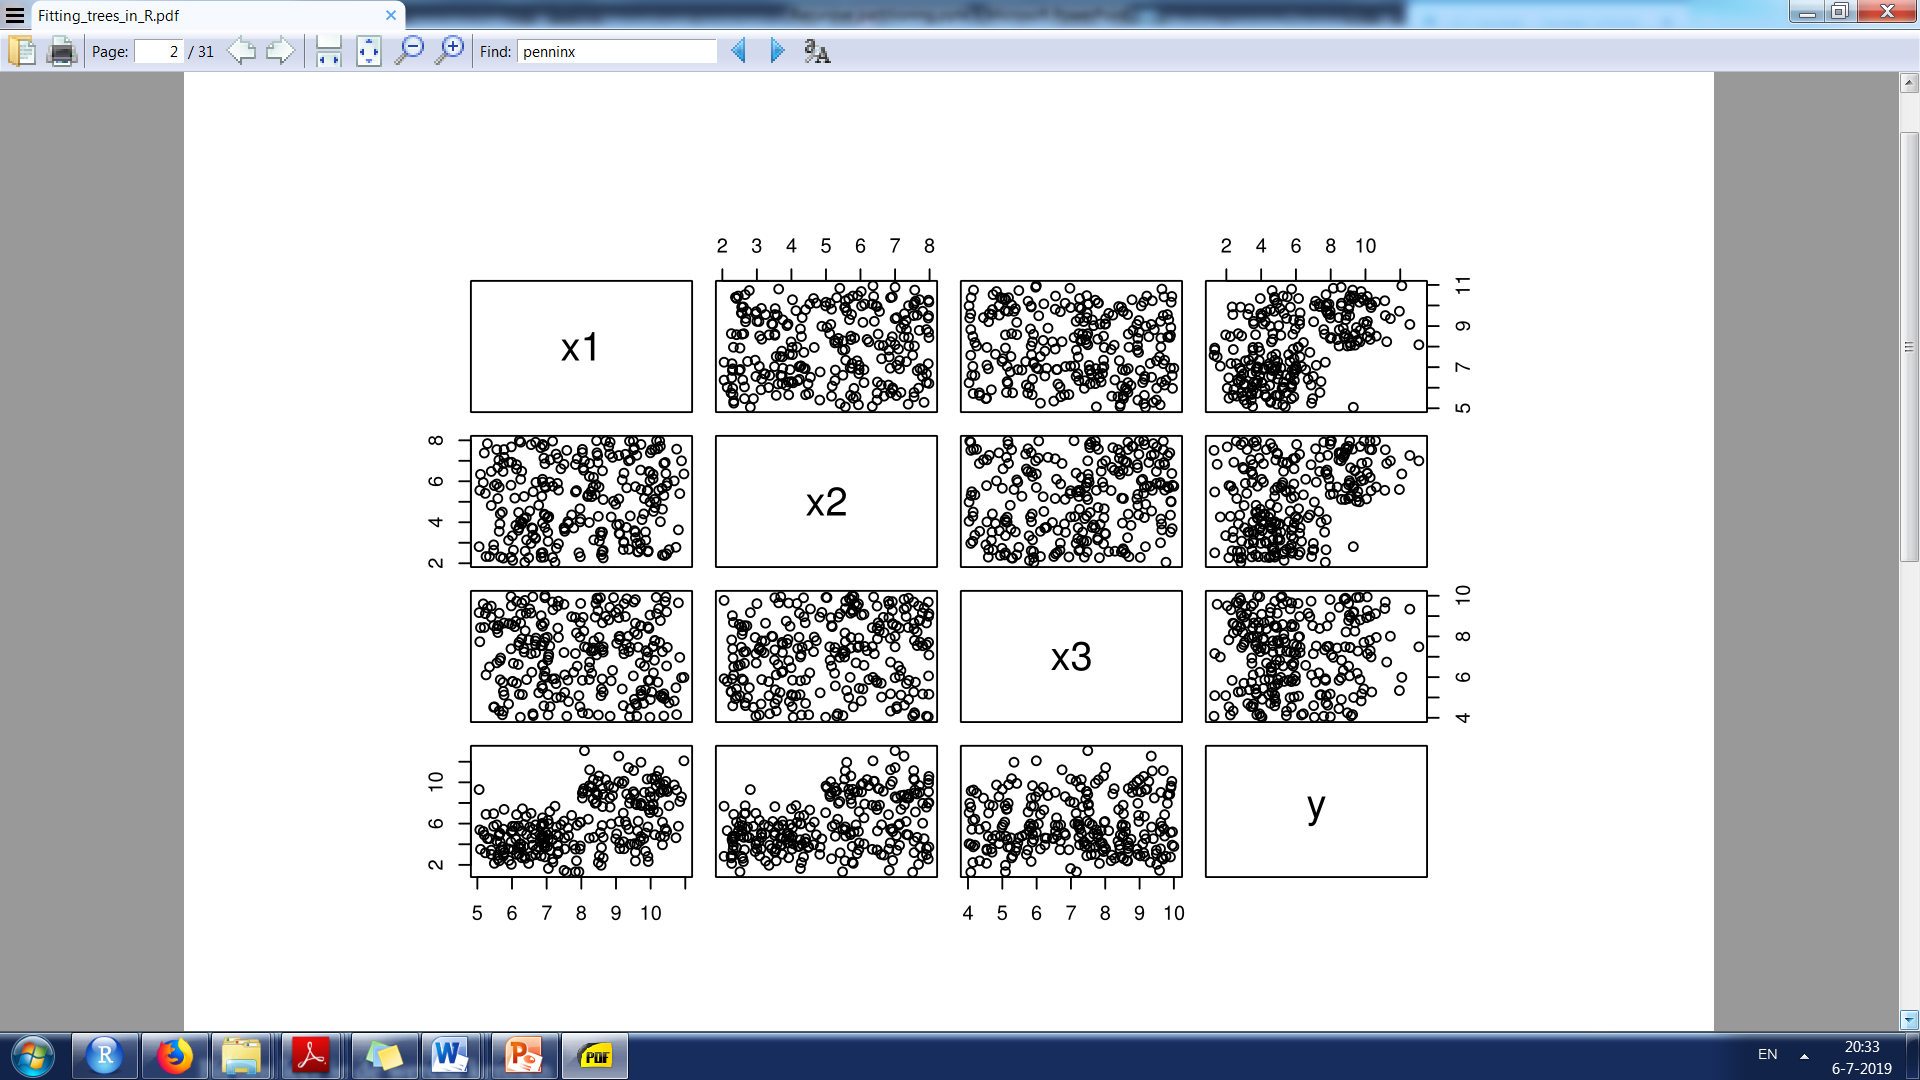 Fitting_trees_in_R.pdf
Page: 2 / 31 Find: penninx
2 3 4 5 6 7 8
2 4 6 8 10
x1
5 7 9 11
2 4 6 8
x2
x3
4 6 8 10
2 6 10
y
5 6 7 8 9 10
4 5 6 7 8 9 10
EN
20:33
6-7-2019